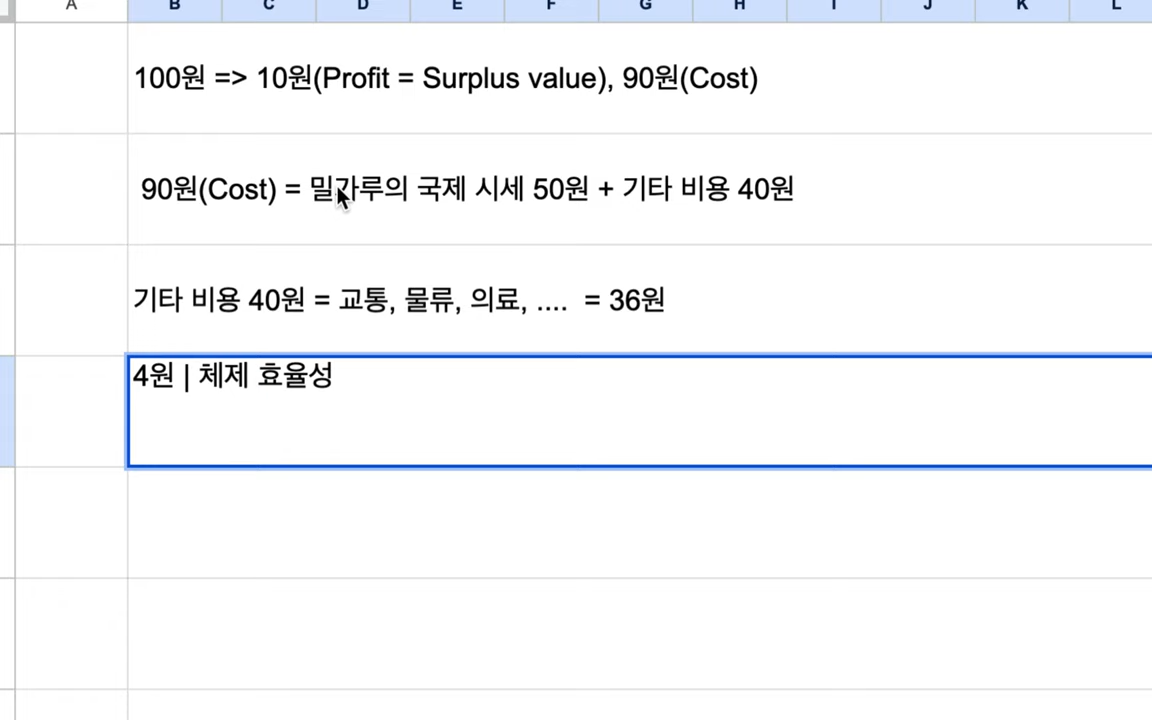 A B C D E F G H I J K L
100원 => 10원(Profit = Surplus value), 90원(Cost)
90원(Cost) = 밀가루의 국제 시세 50원 + 기타 비용 40원
기타 비용 40원 = 교통, 물류, 의료, .... = 36원
4원 | 체제 효율성